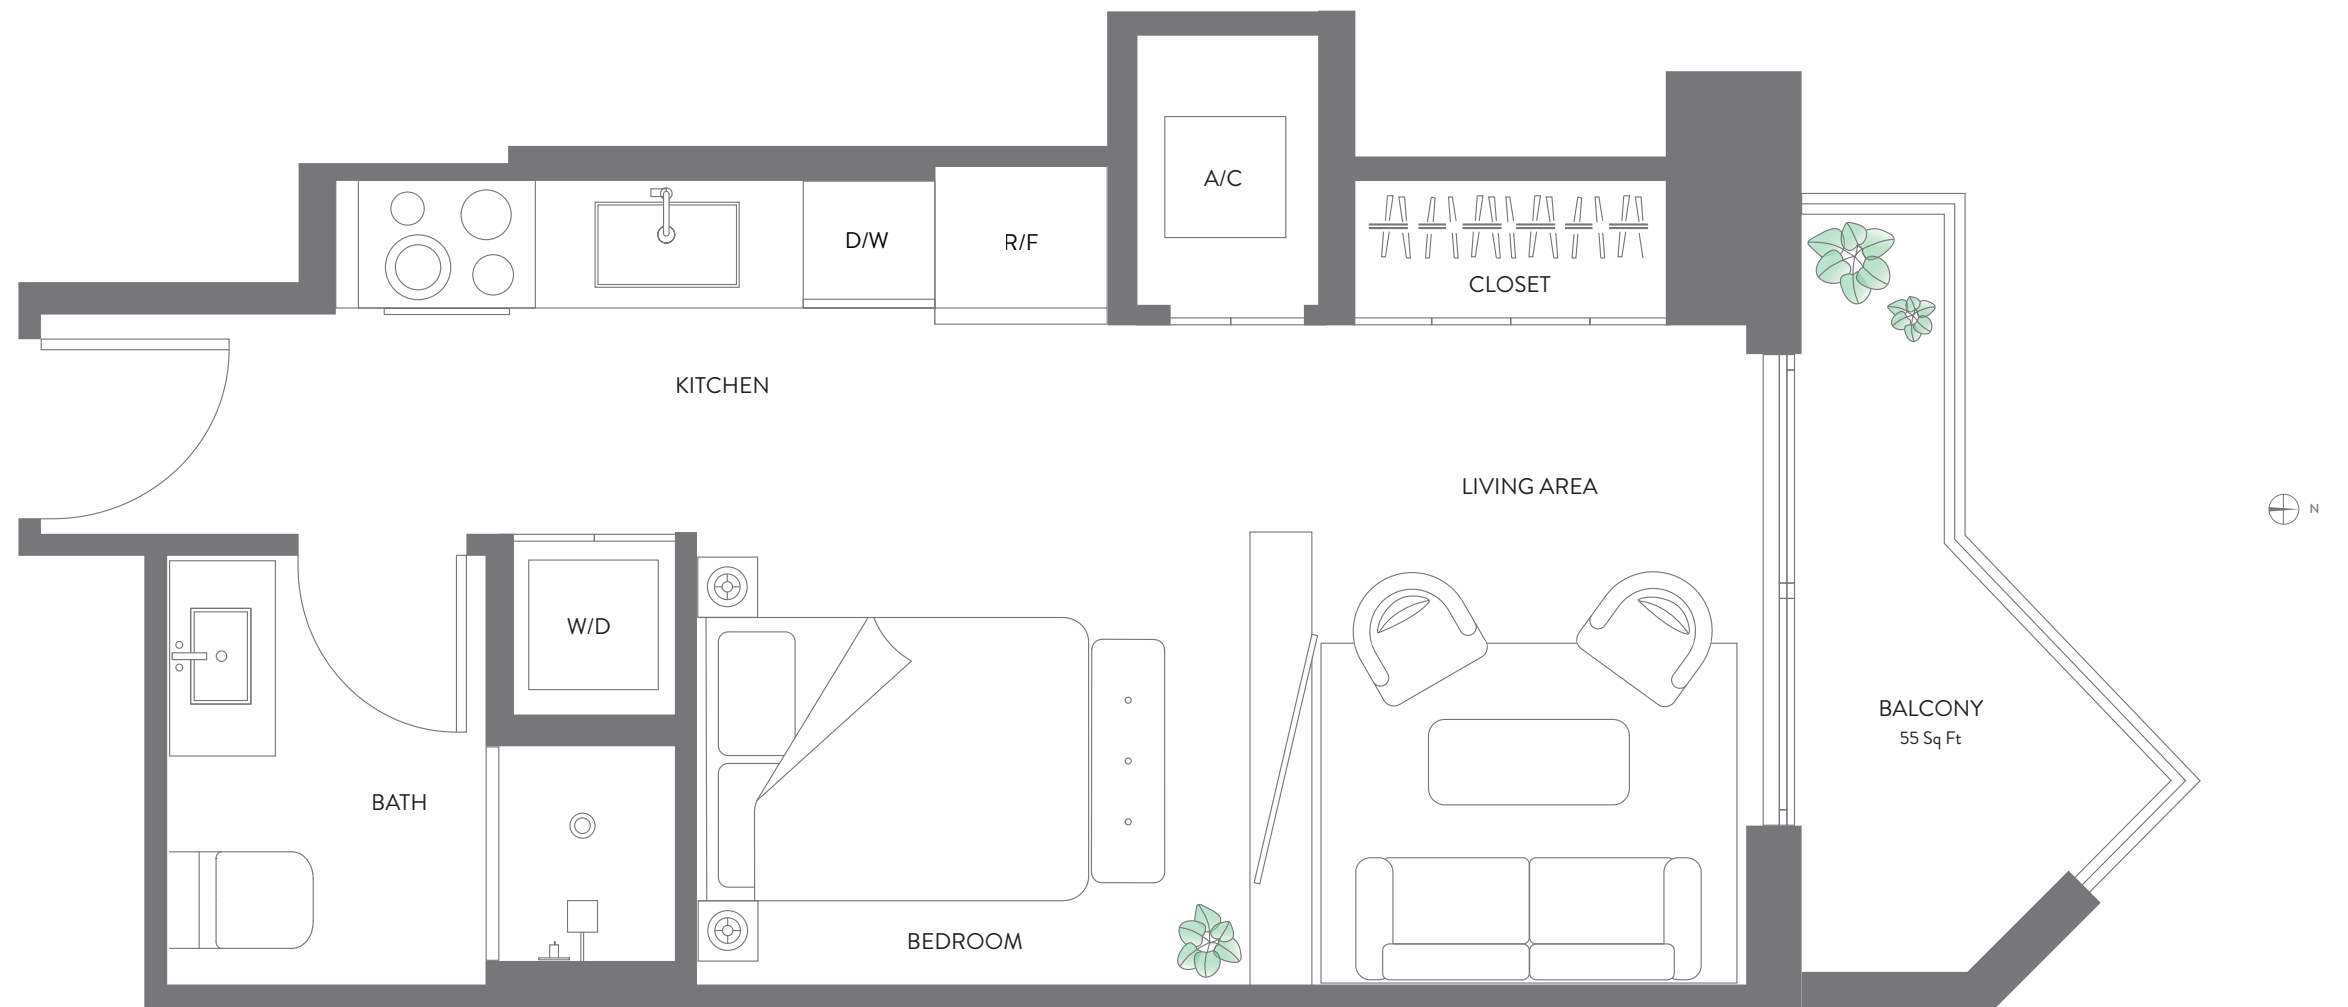 A/C
D/W
R/F
CLOSET
KITCHEN
LIVING AREA
N
W/D
BALCONY
55 Sq Ft
BATH
BEDROOM